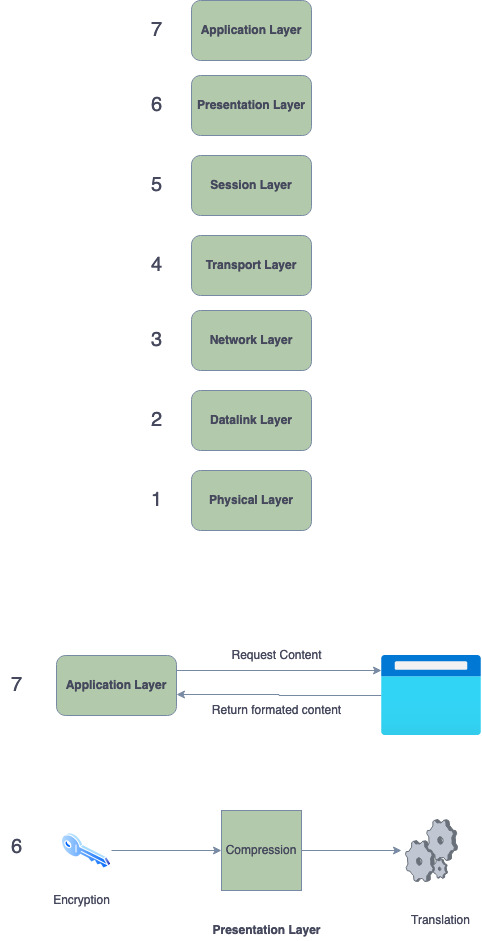 7
Application Layer
6
Presentation Layer
5
Session Layer
4
Transport Layer
3
Network Layer
2
Datalink Layer
1
Physical Layer
Request Content
7
Application Layer
Return formated content
6
Compression
Encryption
Translation
Presentation Layer